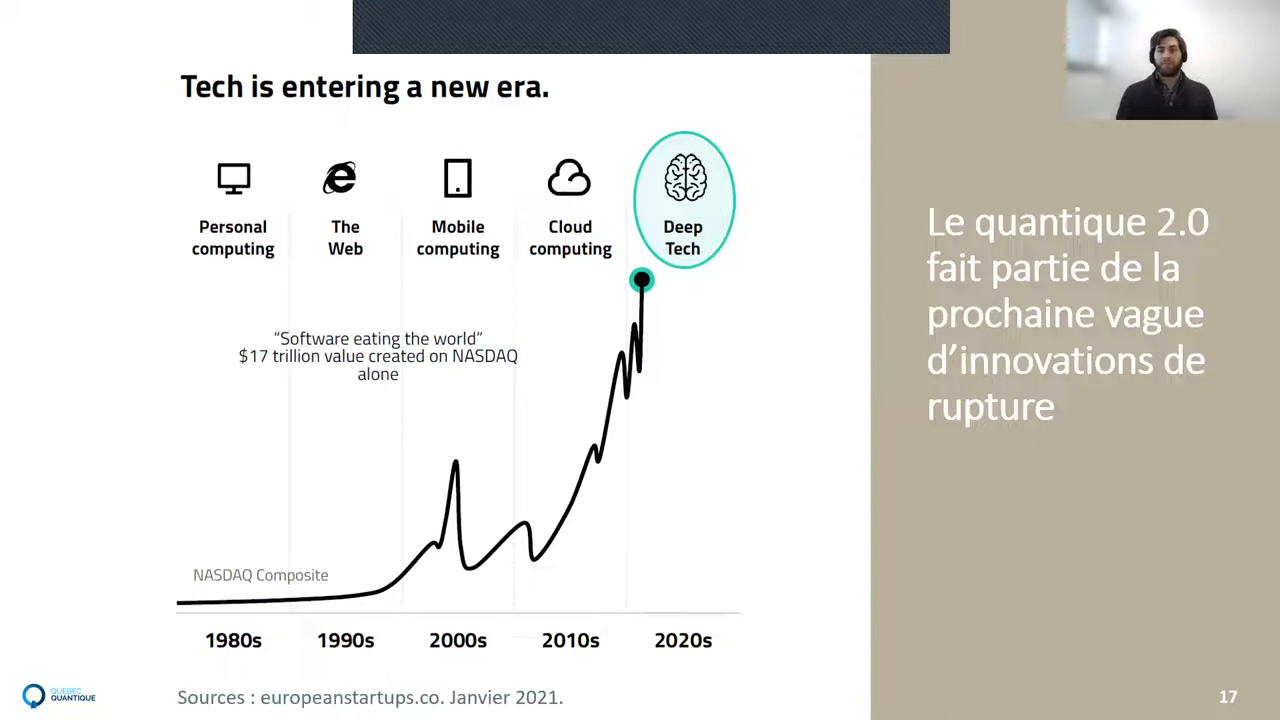 Tech is entering a new era.
Personal
computing
The
Web
Mobile
computing
Cloud
computing
Deep
Tech
“Software eating the world”
$17 trillion value created on NASDAQ
alone
NASDAQ Composite
1980s
1990s
2000s
2010s
2020s
Sources : europeanstartups.co. Janvier 2021.
Le quantique 2.0
fait partie de la
prochaine vague
d’innovations de
rupture
QUEBEC
QUANTIQUE
17